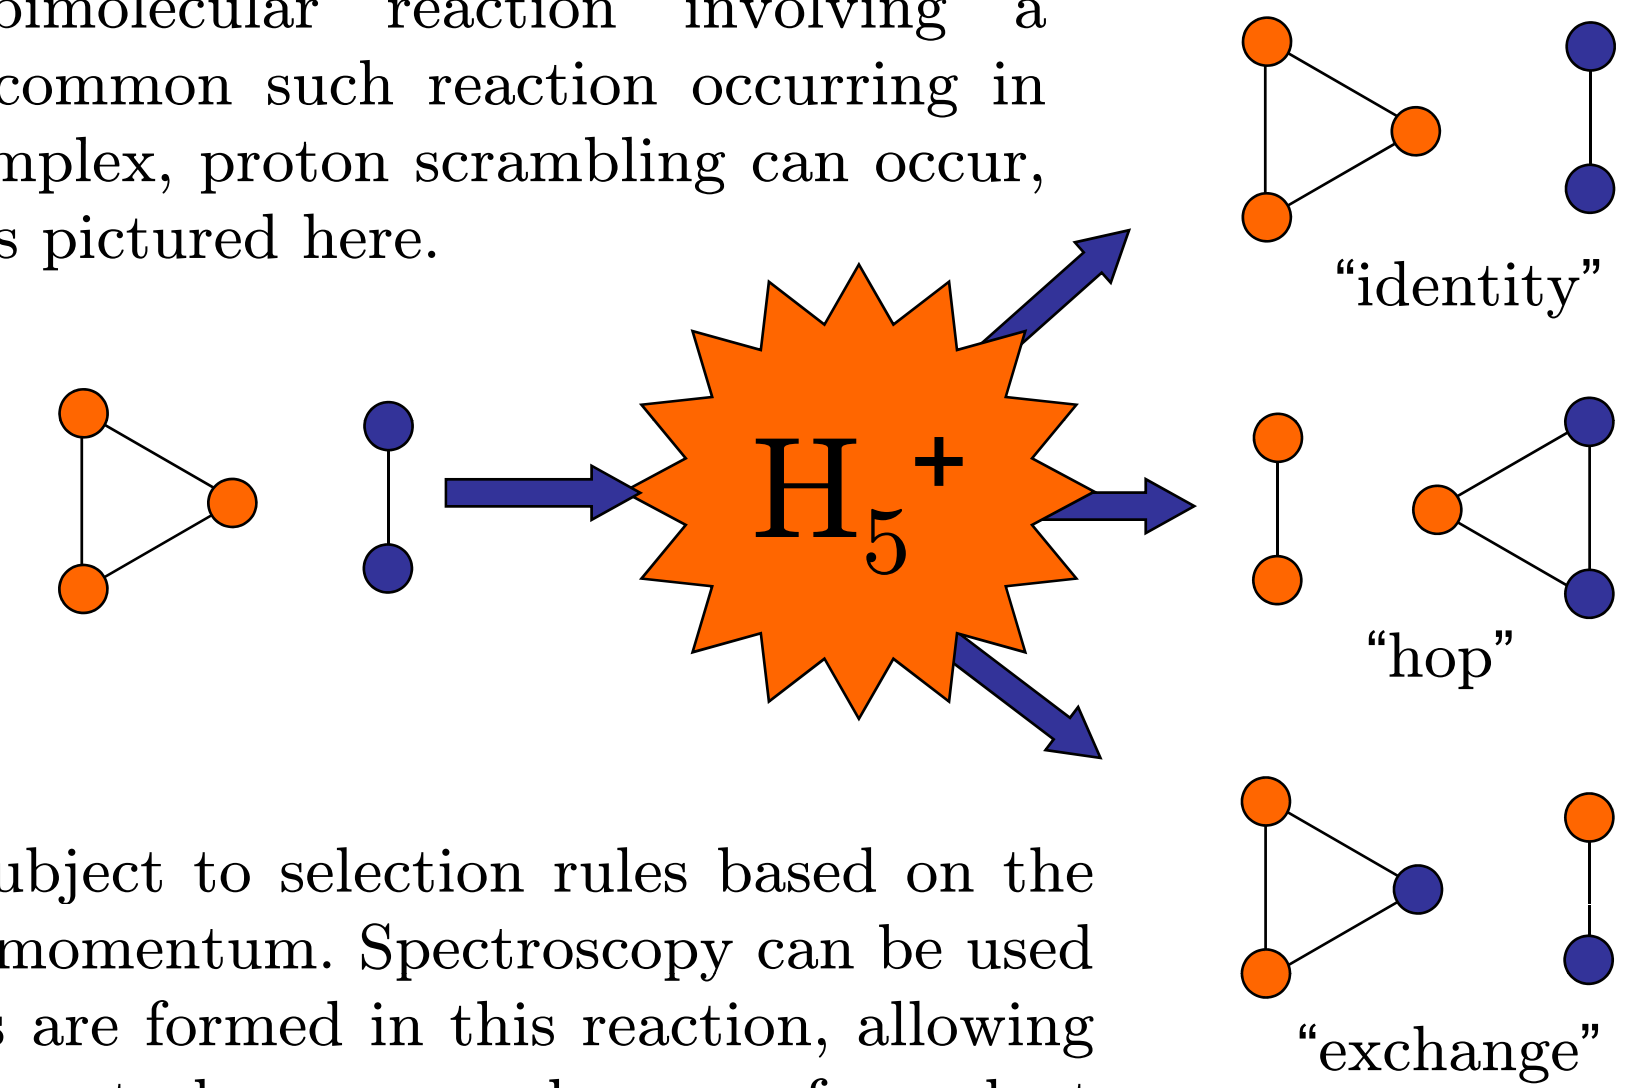 bimolecular reaction involving a
common such reaction occurring in
mplex, proton scrambling can occur,
s pictured here.
“identity”
H5+
“hop”
ubject to selection rules based on the
momentum. Spectroscopy can be used
s are formed in this reaction, allowing
“exchange”